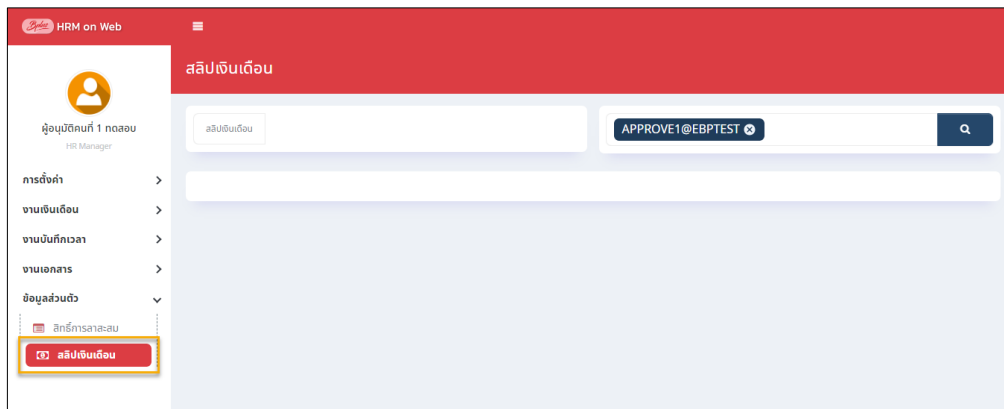 Bplus HRM on Web
สลิปเงินเดือน
ผู้อนุมัติคนที่ 1 ทดสอบ
HR Manager
สลิปเงินเดือน
APPROVE1@EBPTEST
การตั้งค่า
งานเงินเดือน
งานบันทึกเวลา
งานเอกสาร
ข้อมูลส่วนตัว
สิทธิ์การลาสะสม
สลิปเงินเดือน